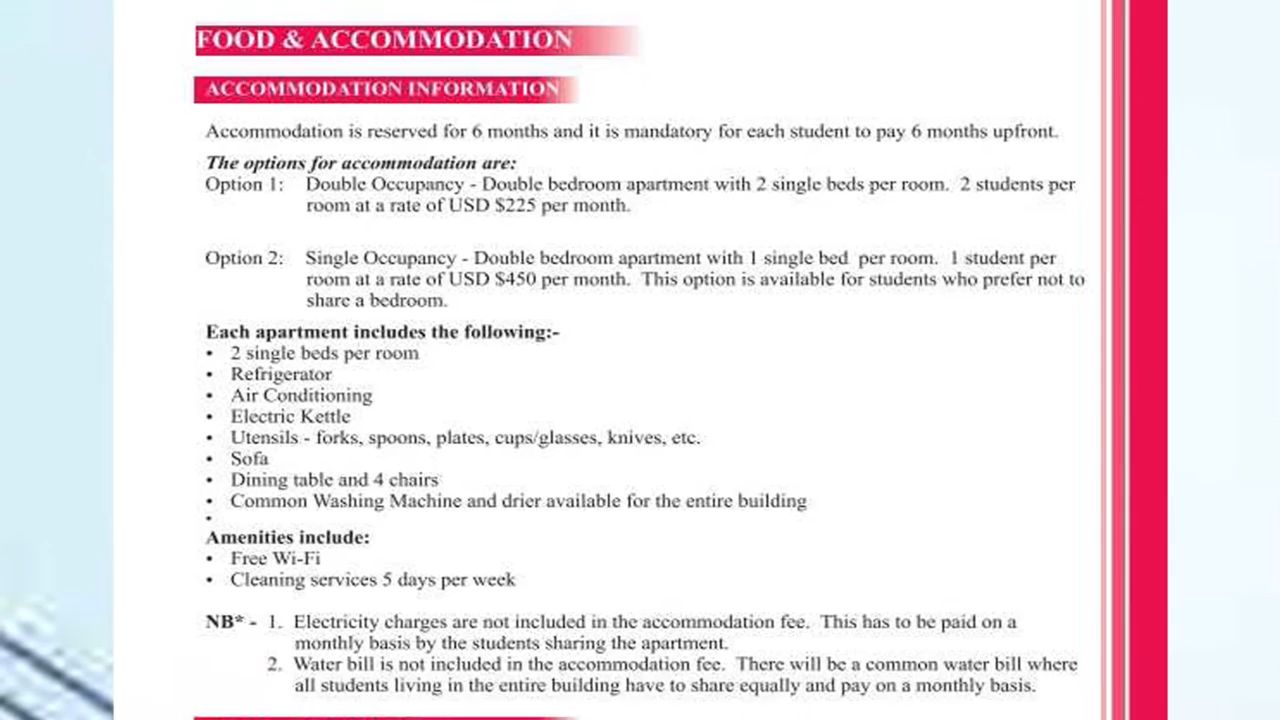 FOOD & ACCOMMODATION
ACCOMMODATION INFORMATION
Accommodation is reserved for 6 months and it is mandatory for each student to pay 6 months upfront.
The options for accommodation are:
Option 1: Double Occupancy - Double bedroom apartment with 2 single beds per room. 2 students per
room at a rate of USD $225 per month.
Option 2: Single Occupancy - Double bedroom apartment with 1 single bed per room. 1 student per
room at a rate of USD $450 per month. This option is available for students who prefer not to
share a bedroom.
Each apartment includes the following:-
• 2 single beds per room
• Refrigerator
• Air Conditioning
• Electric Kettle
• Utensils - forks, spoons, plates, cups/glasses, knives, etc.
• Sofa
• Dining table and 4 chairs
• Common Washing Machine and drier available for the entire building
•
Amenities include:
• Free Wi-Fi
• Cleaning services 5 days per week
NB* - 1. Electricity charges are not included in the accommodation fee. This has to be paid on a
monthly basis by the students sharing the apartment.
2. Water bill is not included in the accommodation fee. There will be a common water bill where
all students living in the entire building have to share equally and pay on a monthly basis.